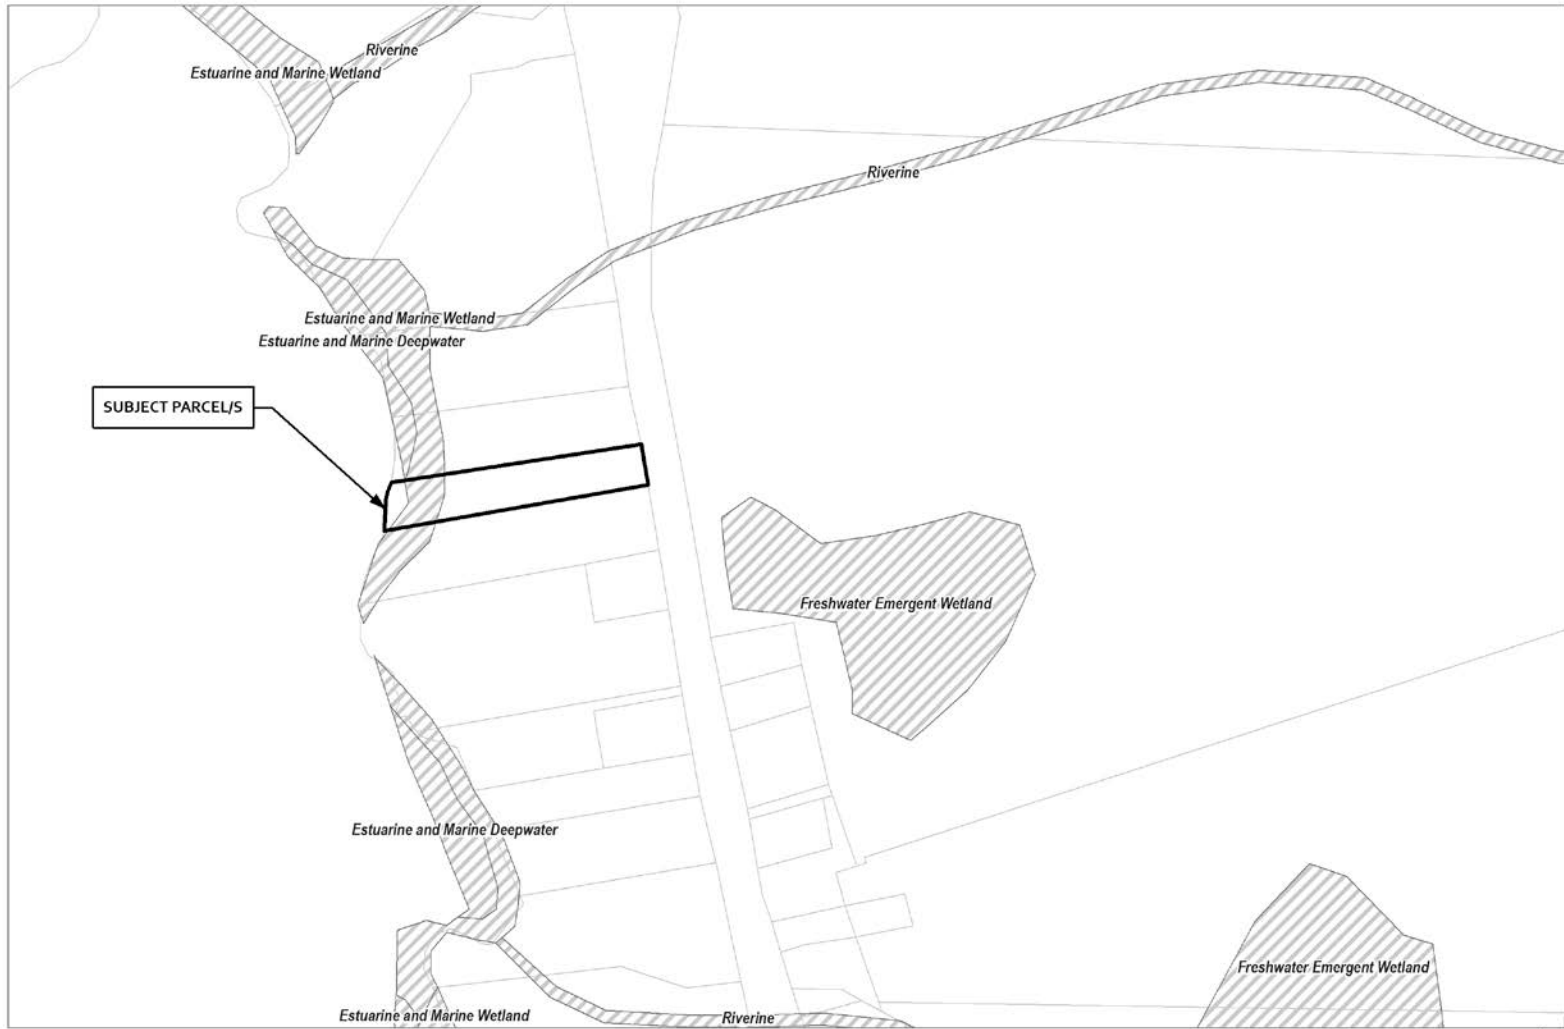 Riverine
Estuarine and Marine Wetland
Riverine
Estuarine and Marine Wetland
Estuarine and Marine Deepwater
SUBJECT PARCEL/S
Freshwater Emergent Wetland
Estuarine and Marine Deepwater
Freshwater Emergent Wetland
Estuarine and Marine Wetland
Riverine